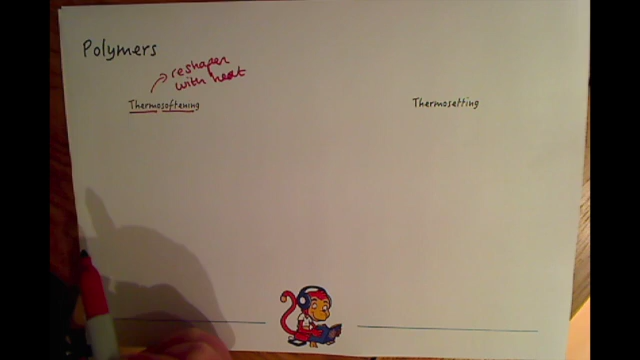 Polymers
reshapen
with heat
Thermosoftening
Thermosetting